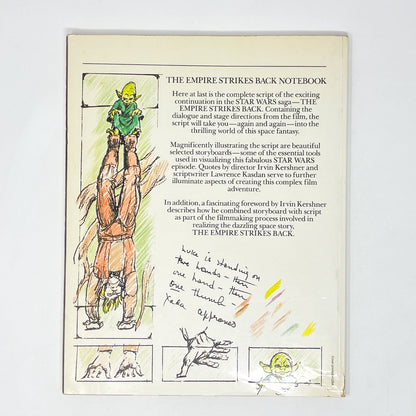 THE EMPIRE STRIKES BACK NOTEBOOK
Here at last is the complete script of the exciting
continuation in the STAR WARS saga—THE
EMPIRE STRIKES BACK. Containing the
dialogue and stage directions from the film, the
script will take you—again and again—into the
thrilling world of this space fantasy.
Magnificently illustrating the script are beautiful
selected storyboards—some of the essential tools
used in visualizing this fabulous STAR WARS
episode. Quotes by director Irvin Kershner and
scriptwriter Lawrence Kasdan serve to further
illuminate aspects of creating this complex film
adventure.
In addition, a fascinating foreword by Irvin Kershner
describes how he combined storyboard with script
as part of the filmmaking process involved in
realizing the dazzling space story,
THE EMPIRE STRIKES BACK.
Luke is standing on
two hands - then
one hand - then
one thumb -
Yoda approves